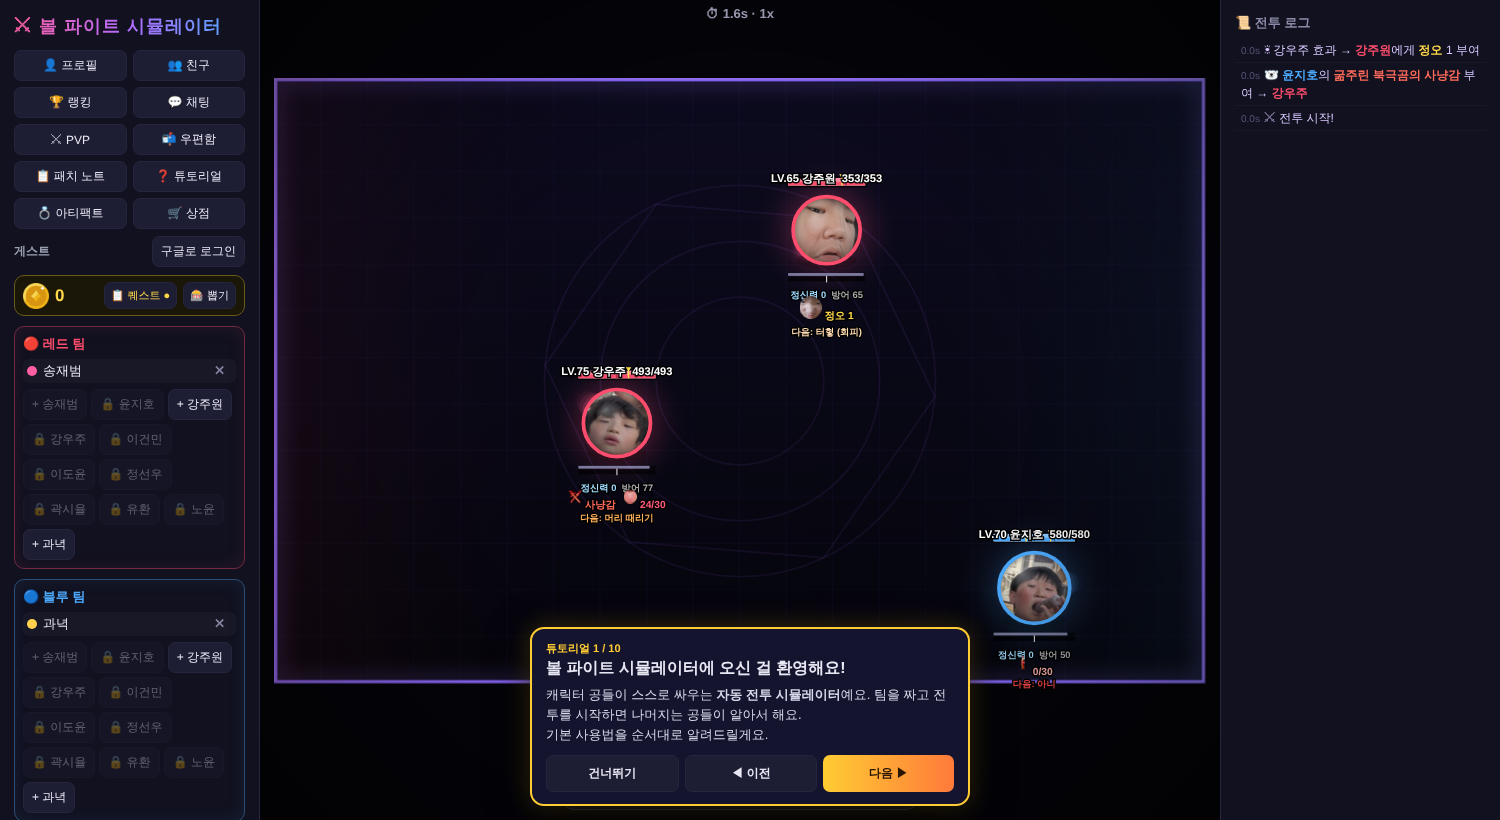 볼 파이트 시뮬레이터
프로필
친구
랭킹
채팅
PVP
우편함
패치 노트
튜토리얼
아티팩트
상점
게스트
구글로 로그인
0
퀘스트 ●
뽑기
레드 팀
송재범 ✕
+ 송재범
윤지호
+ 강주원
강우주
이건민
이도윤
정선우
곽시율
유환
노윤
+ 과녁
블루 팀
과녁 ✕
+ 송재범
윤지호
+ 강주원
강우주
이건민
이도윤
정선우
곽시율
유환
노윤
+ 과녁
1.6s · 1x
LV.65 강주원 353/353
정신력 0 방어 65
정오 1
다음: 터헣 (회피)
LV.75 강우주 493/493
정신력 0 방어 77
사냥감 24/30
다음: 머리 때리기
LV.70 윤지호 580/580
정신력 0 방어 50
0/30
다음: 아니
튜토리얼 1 / 10
볼 파이트 시뮬레이터에 오신 걸 환영해요!
캐릭터 공들이 스스로 싸우는 자동 전투 시뮬레이터예요. 팀을 짜고 전
투를 시작하면 나머지는 공들이 알아서 해요.
기본 사용법을 순서대로 알려드릴게요.
건너뛰기
◀ 이전
다음 ▶
전투 로그
0.0s 강우주 효과 → 강주원에게 정오 1 부여
0.0s 윤지호의 굶주린 북극곰의 사냥감 부
여 → 강우주
0.0s 전투 시작!